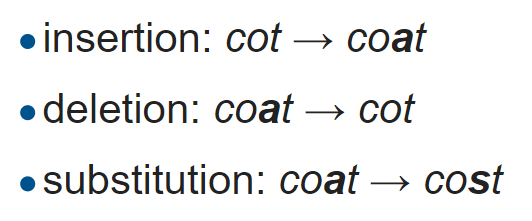 • insertion: cot → coat
• deletion: coat → cot
• substitution: coat → cost